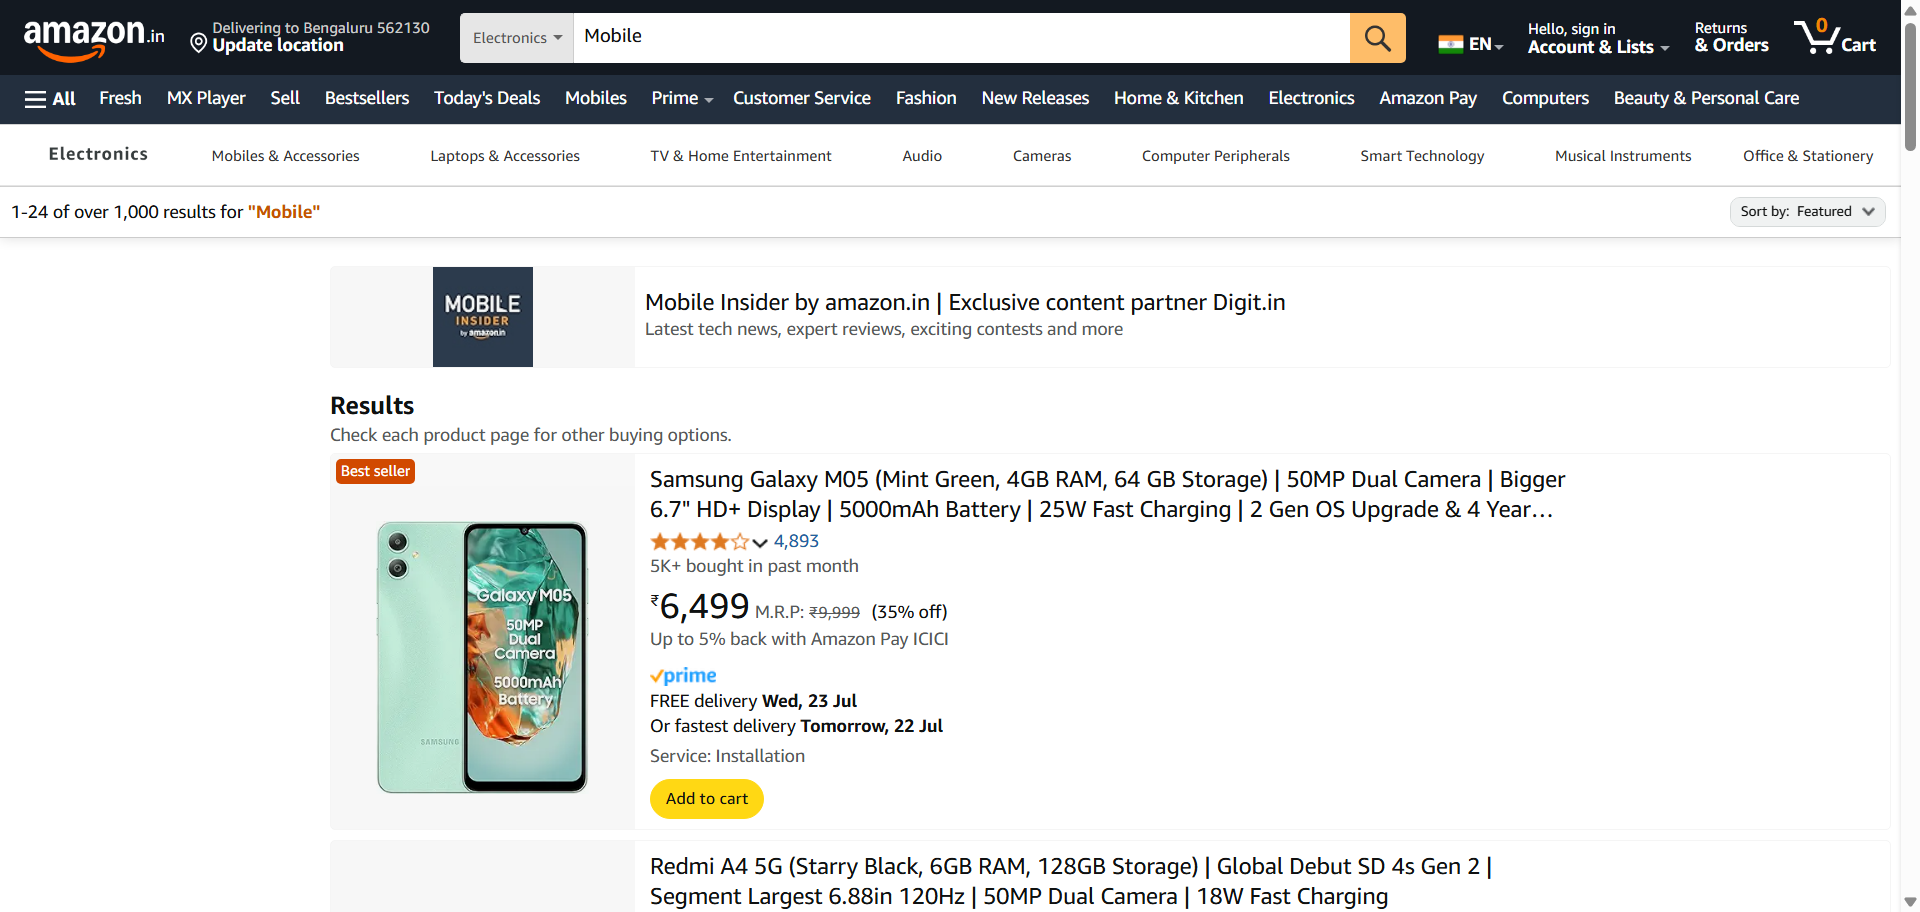 amazon.in
Delivering to Bengaluru 562130
Update location
Electronics
Mobile
EN
Hello, sign in
Account & Lists
Returns
& Orders
0
Cart
All
Fresh
MX Player
Sell
Bestsellers
Today's Deals
Mobiles
Prime
Customer Service
Fashion
New Releases
Home & Kitchen
Electronics
Amazon Pay
Computers
Beauty & Personal Care
Electronics
Mobiles & Accessories
Laptops & Accessories
TV & Home Entertainment
Audio
Cameras
Computer Peripherals
Smart Technology
Musical Instruments
Office & Stationery
1-24 of over 1,000 results for "Mobile"
Sort by: Featured
MOBILE
INSIDER
by amazon.in
Mobile Insider by amazon.in | Exclusive content partner Digit.in
Latest tech news, expert reviews, exciting contests and more
Results
Check each product page for other buying options.
Best seller
Galaxy M05
50MP
Dual
Camera
5000mAh
Battery
SAMSUNG
Samsung Galaxy M05 (Mint Green, 4GB RAM, 64 GB Storage) | 50MP Dual Camera | Bigger
6.7" HD+ Display | 5000mAh Battery | 25W Fast Charging | 2 Gen OS Upgrade & 4 Year…
4,893
5K+ bought in past month
₹6,499 M.R.P: ₹9,999 (35% off)
Up to 5% back with Amazon Pay ICICI
prime
FREE delivery Wed, 23 Jul
Or fastest delivery Tomorrow, 22 Jul
Service: Installation
Add to cart
Redmi A4 5G (Starry Black, 6GB RAM, 128GB Storage) | Global Debut SD 4s Gen 2 |
Segment Largest 6.88in 120Hz | 50MP Dual Camera | 18W Fast Charging